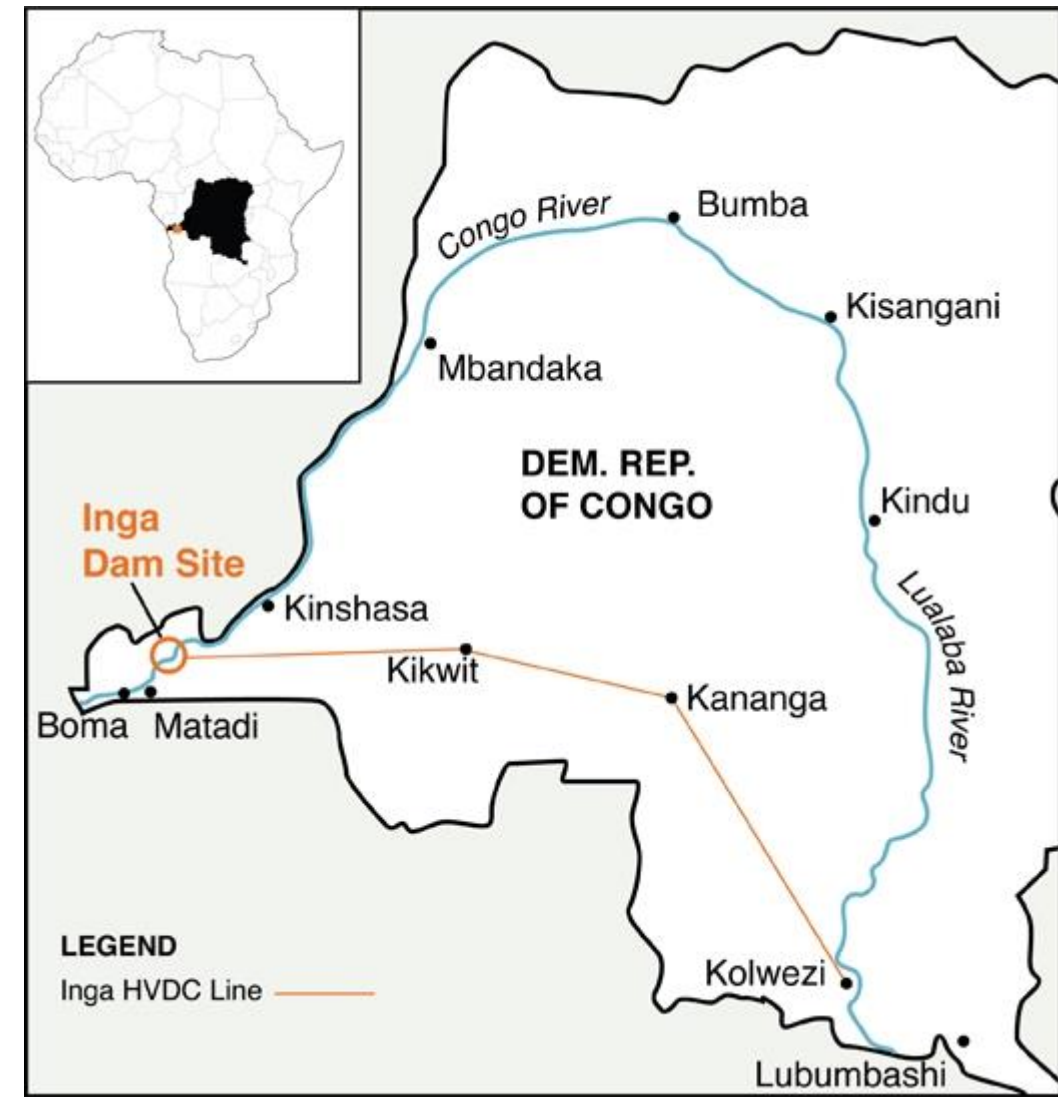 Congo River
Bumba
Kisangani
Mbandaka
DEM. REP.
OF CONGO
Kindu
Inga
Dam Site
Kinshasa
Lualaba River
Kikwit
Kananga
Boma
Matadi
LEGEND
Inga HVDC Line
Kolwezi
Lubumbashi